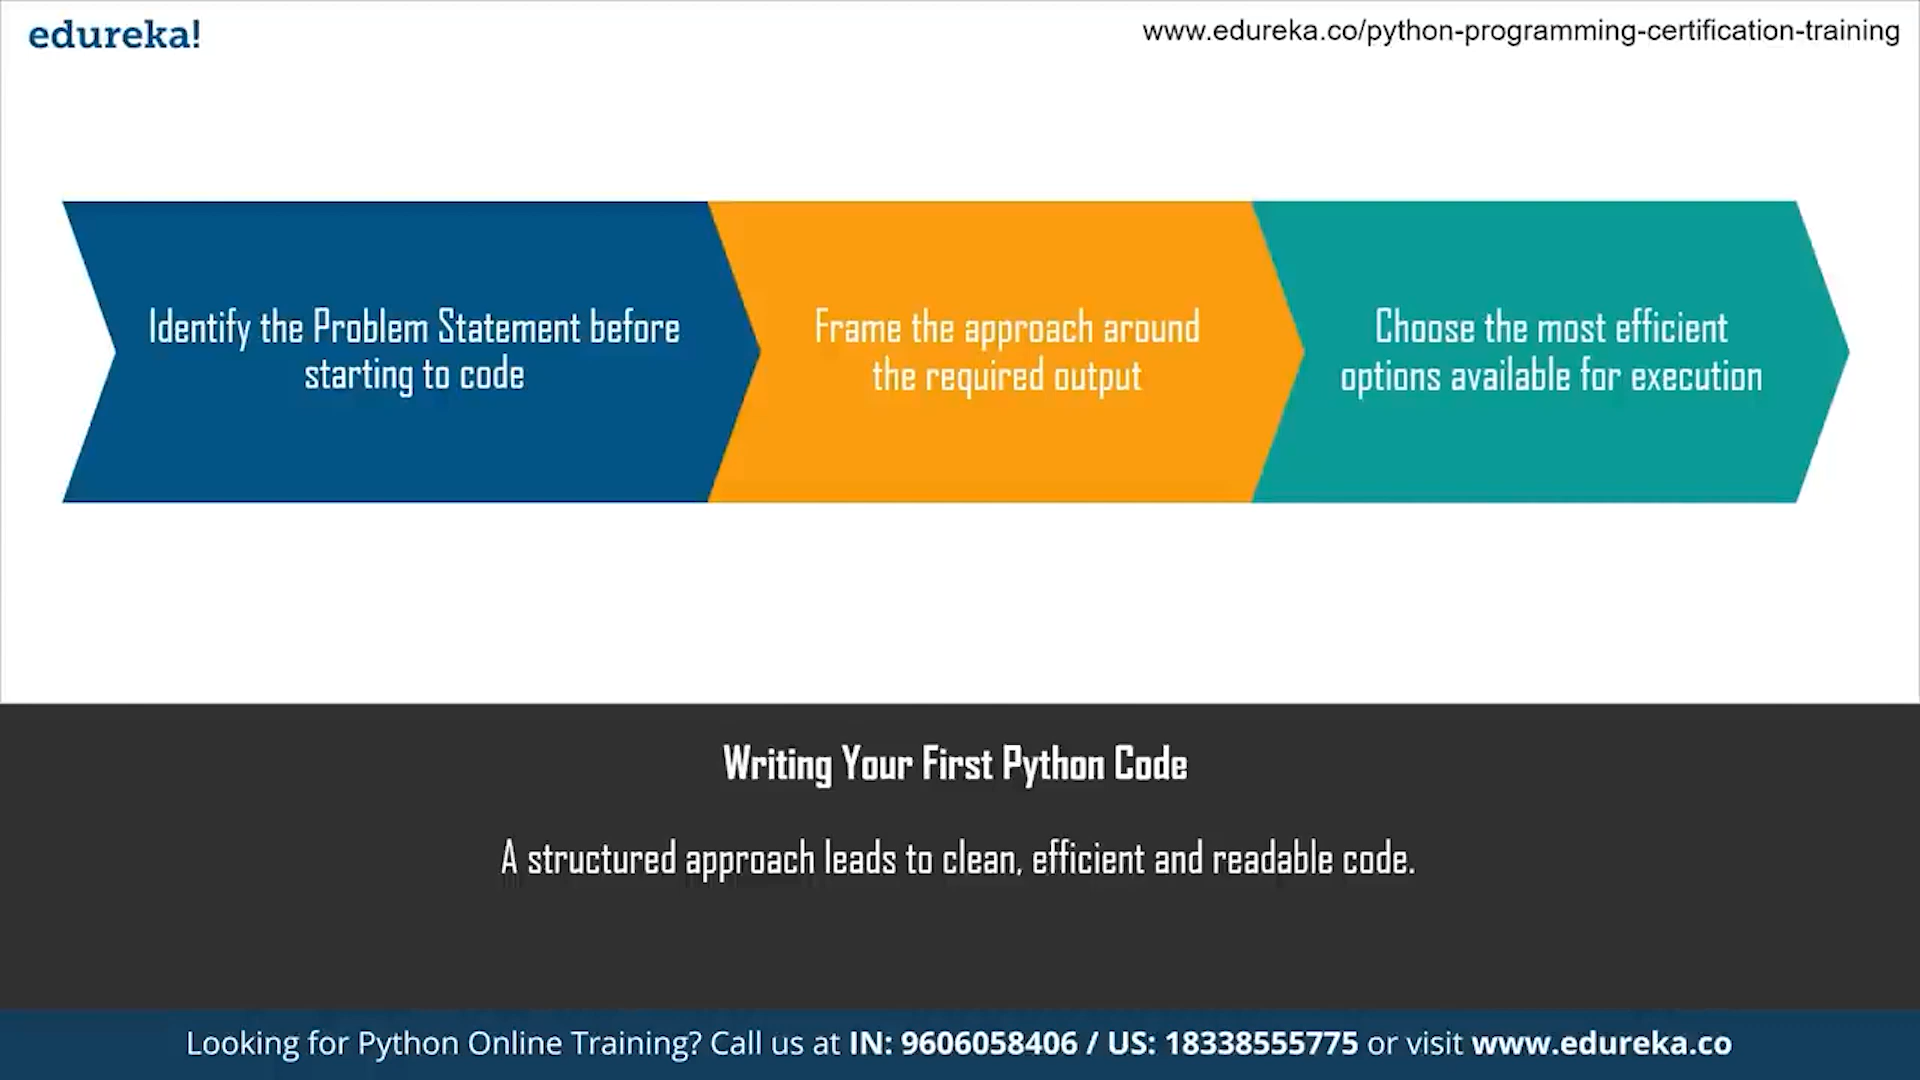 edureka!
www.edureka.co/python-programming-certification-training
Identify the Problem Statement before
starting to code
Frame the approach around
the required output
Choose the most efficient
options available for execution
Writing Your First Python Code
A structured approach leads to clean, efficient and readable code.
Looking for Python Online Training? Call us at IN: 9606058406 / US: 18338555775 or visit www.edureka.co